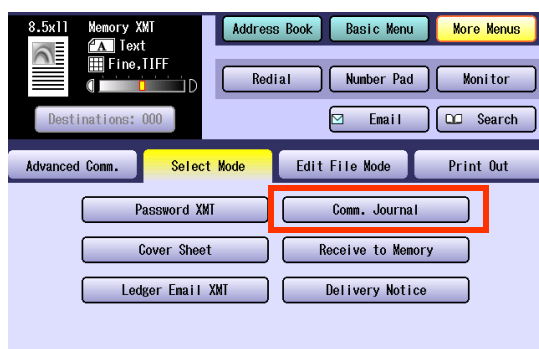 8.5x11 Memory XMT Address Book Basic Menu More Menus
A Text
Fine,TIFF
Redial Number Pad Monitor
D
Destinations: 000 Email Search
Advanced Comm. Select Mode Edit File Mode Print Out
Password XMT Comm. Journal
Cover Sheet Receive to Memory
Ledger Email XMT Delivery Notice